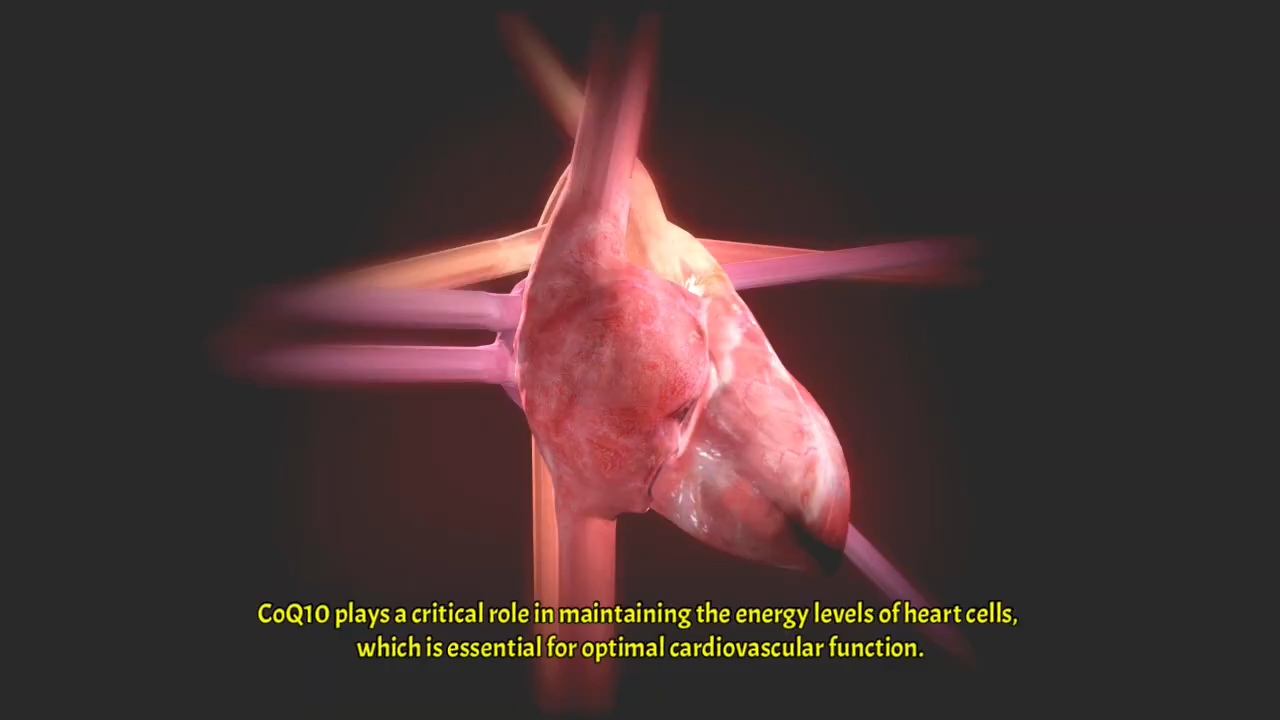 CoQ10 plays a critical role in maintaining the energy levels of heart cells,
which is essential for optimal cardiovascular function.